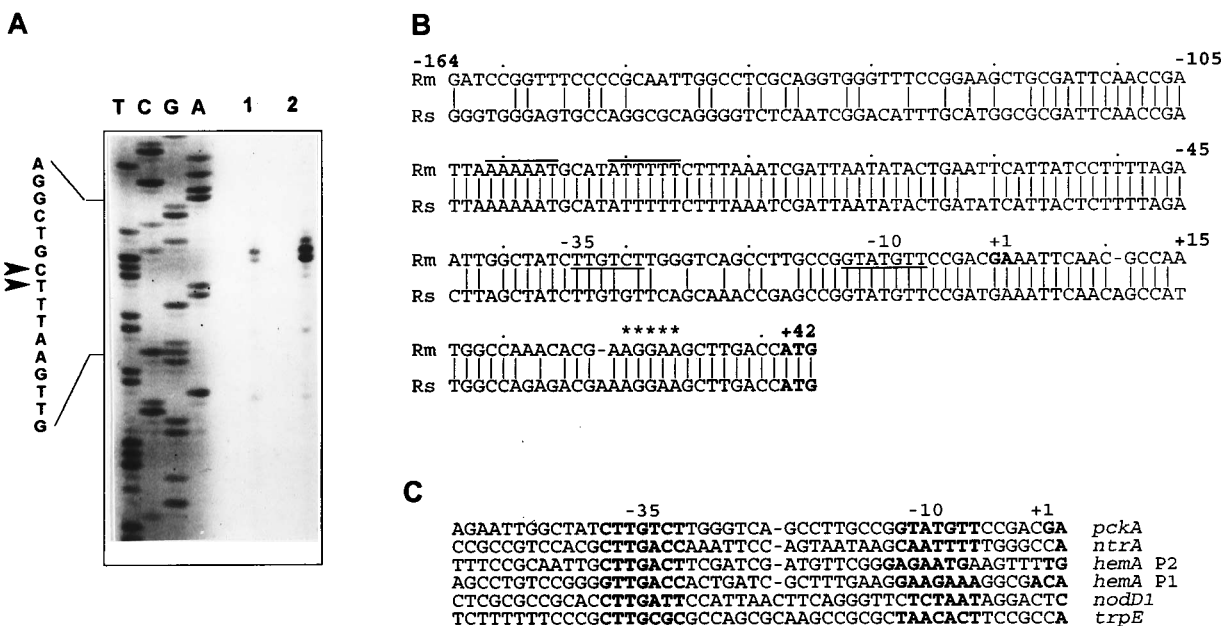 A
T C G A 1 2
A
G
G
C
T
G
C
T
T
T
A
A
G
T
T
G
B
-164 -105
Rm GATCCGGTTTCCCCGCAATTGGCCTCGCAGGTGGGTTTCCGGAAGCTGCGATTCAACCGA
Rs GGGTGGGAGTGCCAGGCGCAGGGGTCTCAATCGGACATTTGCATGGCGCGATTCAACCGA
-45
Rm TTAAAAAATGCATATTTTTCTTTAAATCGATTAATATACTGAATTCATTATCCTTTTAGA
Rs TTAAAAAATGCATATTTTTCTTTAAATCGATTAATATACTGATATCATTACTCTTTTAGA
-35 -10 +1 +15
Rm ATTGGCTATCTTGTCTTGGGTCAGCCTTGCCGGTATGTTCCGACGAAATTCAAC-GCCAA
Rs CTTAGCTATCTTGTGTTCAGCAAACCGAGCCGGTATGTTCCGATGAAATTCAACAGCCAT
***** +42
Rm TGGCCAAACACG-AAGGAAGCTTGACCATG
Rs TGGCCAGAGACGAAAGGAAGCTTGACCATG
C
-35 -10 +1
AGAATTGGCTATCTTGTCTTGGGTCA-GCCTTGCCGGTATGTTCCGACGA pckA
CCGCCGTCCACGCTTGACCAAATTCC-AGTAATAAGCAATTTTTGGGCCA ntrA
TTTCCGCAATTGCTTGACTTCGATCG-ATGTTCGGGAGAATGAAGTTTTG hemA P2
AGCCTGTCCGGGGTTGACCACTGATC-GCTTTGAAGGAAGAAAGGCGACA hemA P1
CTCGCGCCGCACCTTGATTCCATTAACTTCAGGGTTCTCTAATAGGACTC nodD1
TCTTTTTTCCCGCTTGCGCGCCAGCGCAAGCCGCGCTAACACTTCCGCCA trpE